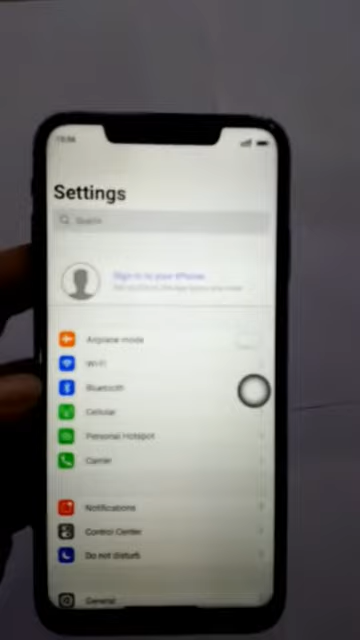 Settings
Search
Sign in to your iPhone
Airplane mode
Wi-Fi
Bluetooth
Cellular
Personal Hotspot
Carrier
Notifications
Control Center
Do not disturb
General